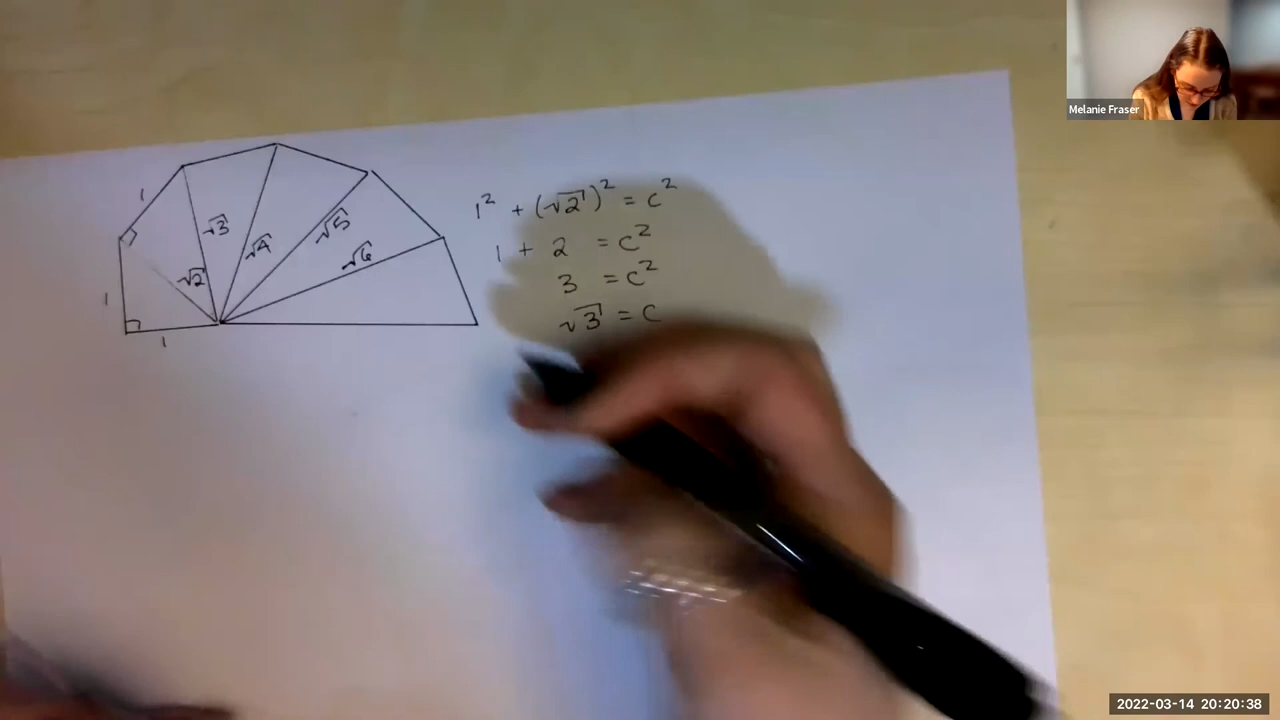 Melanie Fraser
1
1
1
√2
√3
√4
√5
√6
1² + (√2)² = c²
1 + 2 = c²
3 = c²
√3 = c
2022-03-14 20:20:38